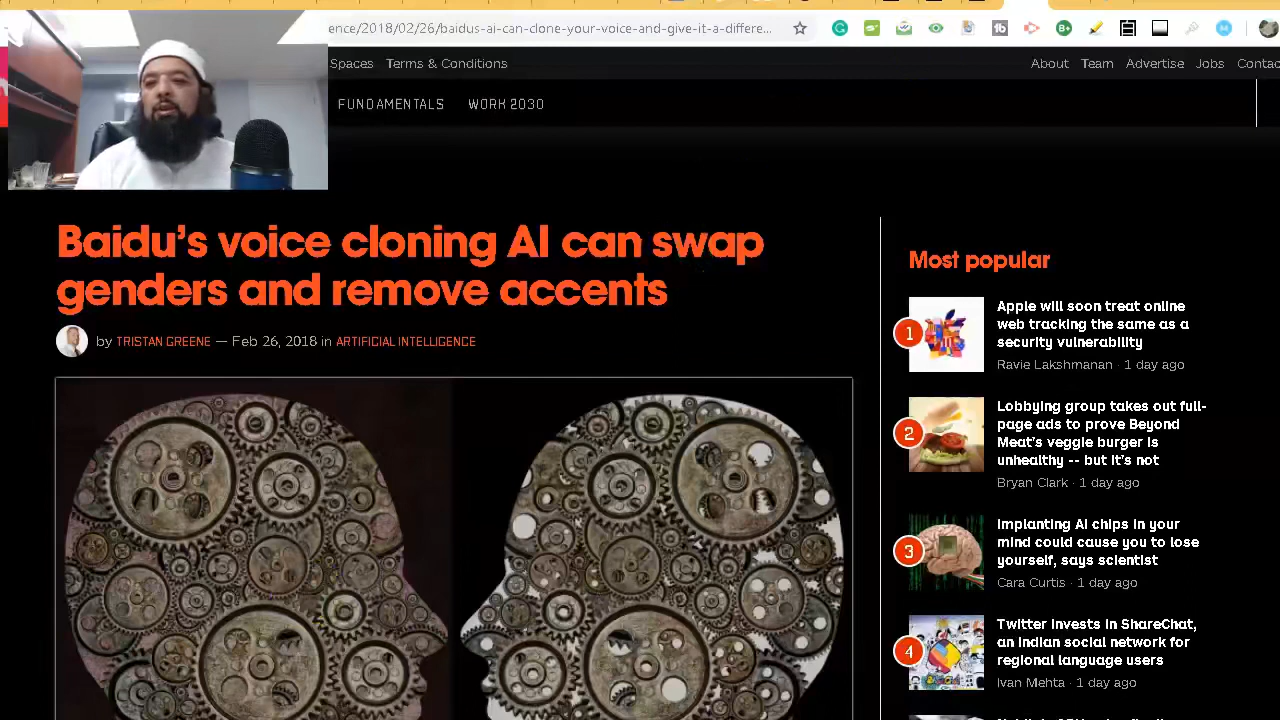 ence/2018/02/26/baidus-ai-can-clone-your-voice-and-give-it-a-differe...
Spaces Terms & Conditions
About Team Advertise Jobs Contac
FUNDAMENTALS WORK 2030
Baidu's voice cloning AI can swap
genders and remove accents
by TRISTAN GREENE — Feb 26, 2018 in ARTIFICIAL INTELLIGENCE
Most popular
1
Apple will soon treat online
web tracking the same as a
security vulnerability
Ravie Lakshmanan · 1 day ago
2
Lobbying group takes out full-
page ads to prove Beyond
Meat's veggie burger is
unhealthy -- but it's not
Bryan Clark · 1 day ago
3
Implanting AI chips in your
mind could cause you to lose
yourself, says scientist
Cara Curtis · 1 day ago
4
Twitter invests in ShareChat,
an Indian social network for
regional language users
Ivan Mehta · 1 day ago